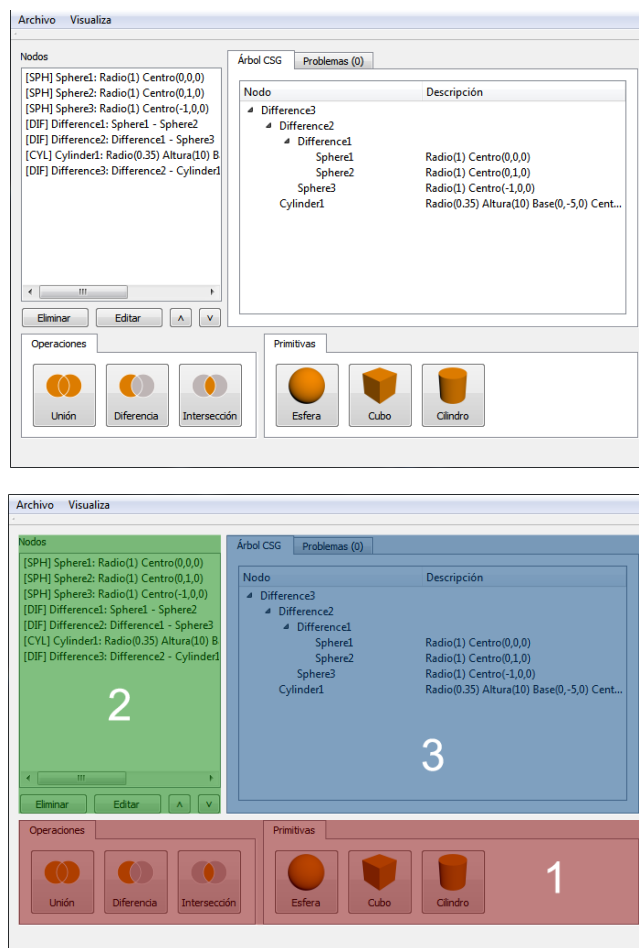 Archivo Visualiza
Nodos
[SPH] Sphere1: Radio(1) Centro(0,0,0)
[SPH] Sphere2: Radio(1) Centro(0,1,0)
[SPH] Sphere3: Radio(1) Centro(-1,0,0)
[DIF] Difference1: Sphere1 - Sphere2
[DIF] Difference2: Difference1 - Sphere3
[CYL] Cylinder1: Radio(0.35) Altura(10) B
[DIF] Difference3: Difference2 - Cylinder1
Eliminar Editar
Árbol CSG Problemas (0)
Nodo Descripción
Difference3
Difference2
Difference1
Sphere1 Radio(1) Centro(0,0,0)
Sphere2 Radio(1) Centro(0,1,0)
Sphere3 Radio(1) Centro(-1,0,0)
Cylinder1 Radio(0.35) Altura(10) Base(0,-5,0) Cent...
Operaciones
Unión Diferencia Intersección
Primitivas
Esfera Cubo Cilindro
Archivo Visualiza
Nodos
[SPH] Sphere1: Radio(1) Centro(0,0,0)
[SPH] Sphere2: Radio(1) Centro(0,1,0)
[SPH] Sphere3: Radio(1) Centro(-1,0,0)
[DIF] Difference1: Sphere1 - Sphere2
[DIF] Difference2: Difference1 - Sphere3
[CYL] Cylinder1: Radio(0.35) Altura(10) B
[DIF] Difference3: Difference2 - Cylinder1
2
Eliminar Editar
Árbol CSG Problemas (0)
Nodo Descripción
Difference3
Difference2
Difference1
Sphere1 Radio(1) Centro(0,0,0)
Sphere2 Radio(1) Centro(0,1,0)
Sphere3 Radio(1) Centro(-1,0,0)
Cylinder1 Radio(0.35) Altura(10) Base(0,-5,0) Cent...
3
Operaciones
Unión Diferencia Intersección
Primitivas
Esfera Cubo Cilindro
1